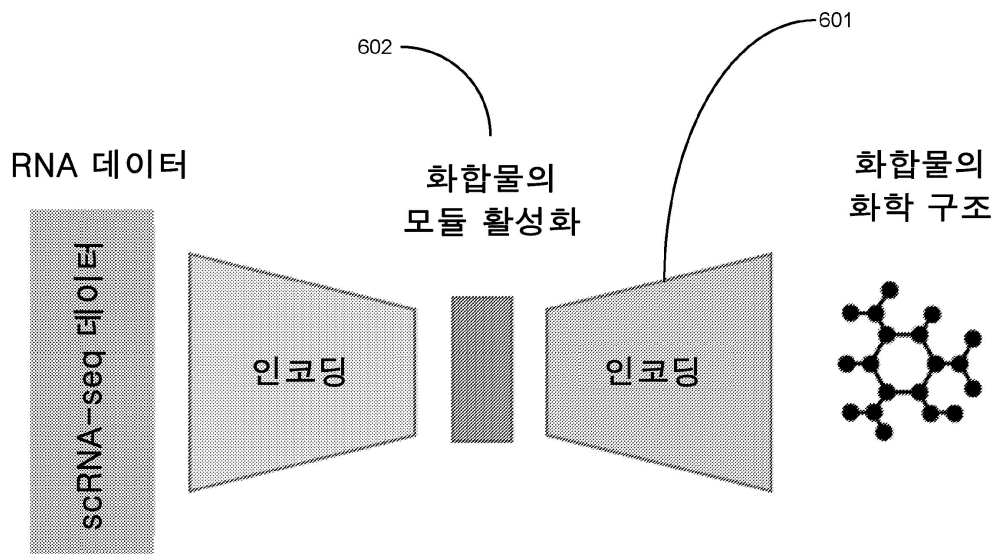 601
602
RNA 데이터
화합물의
모듈 활성화
화합물의
화학 구조
scRNA-seq 데이터
인코딩
인코딩